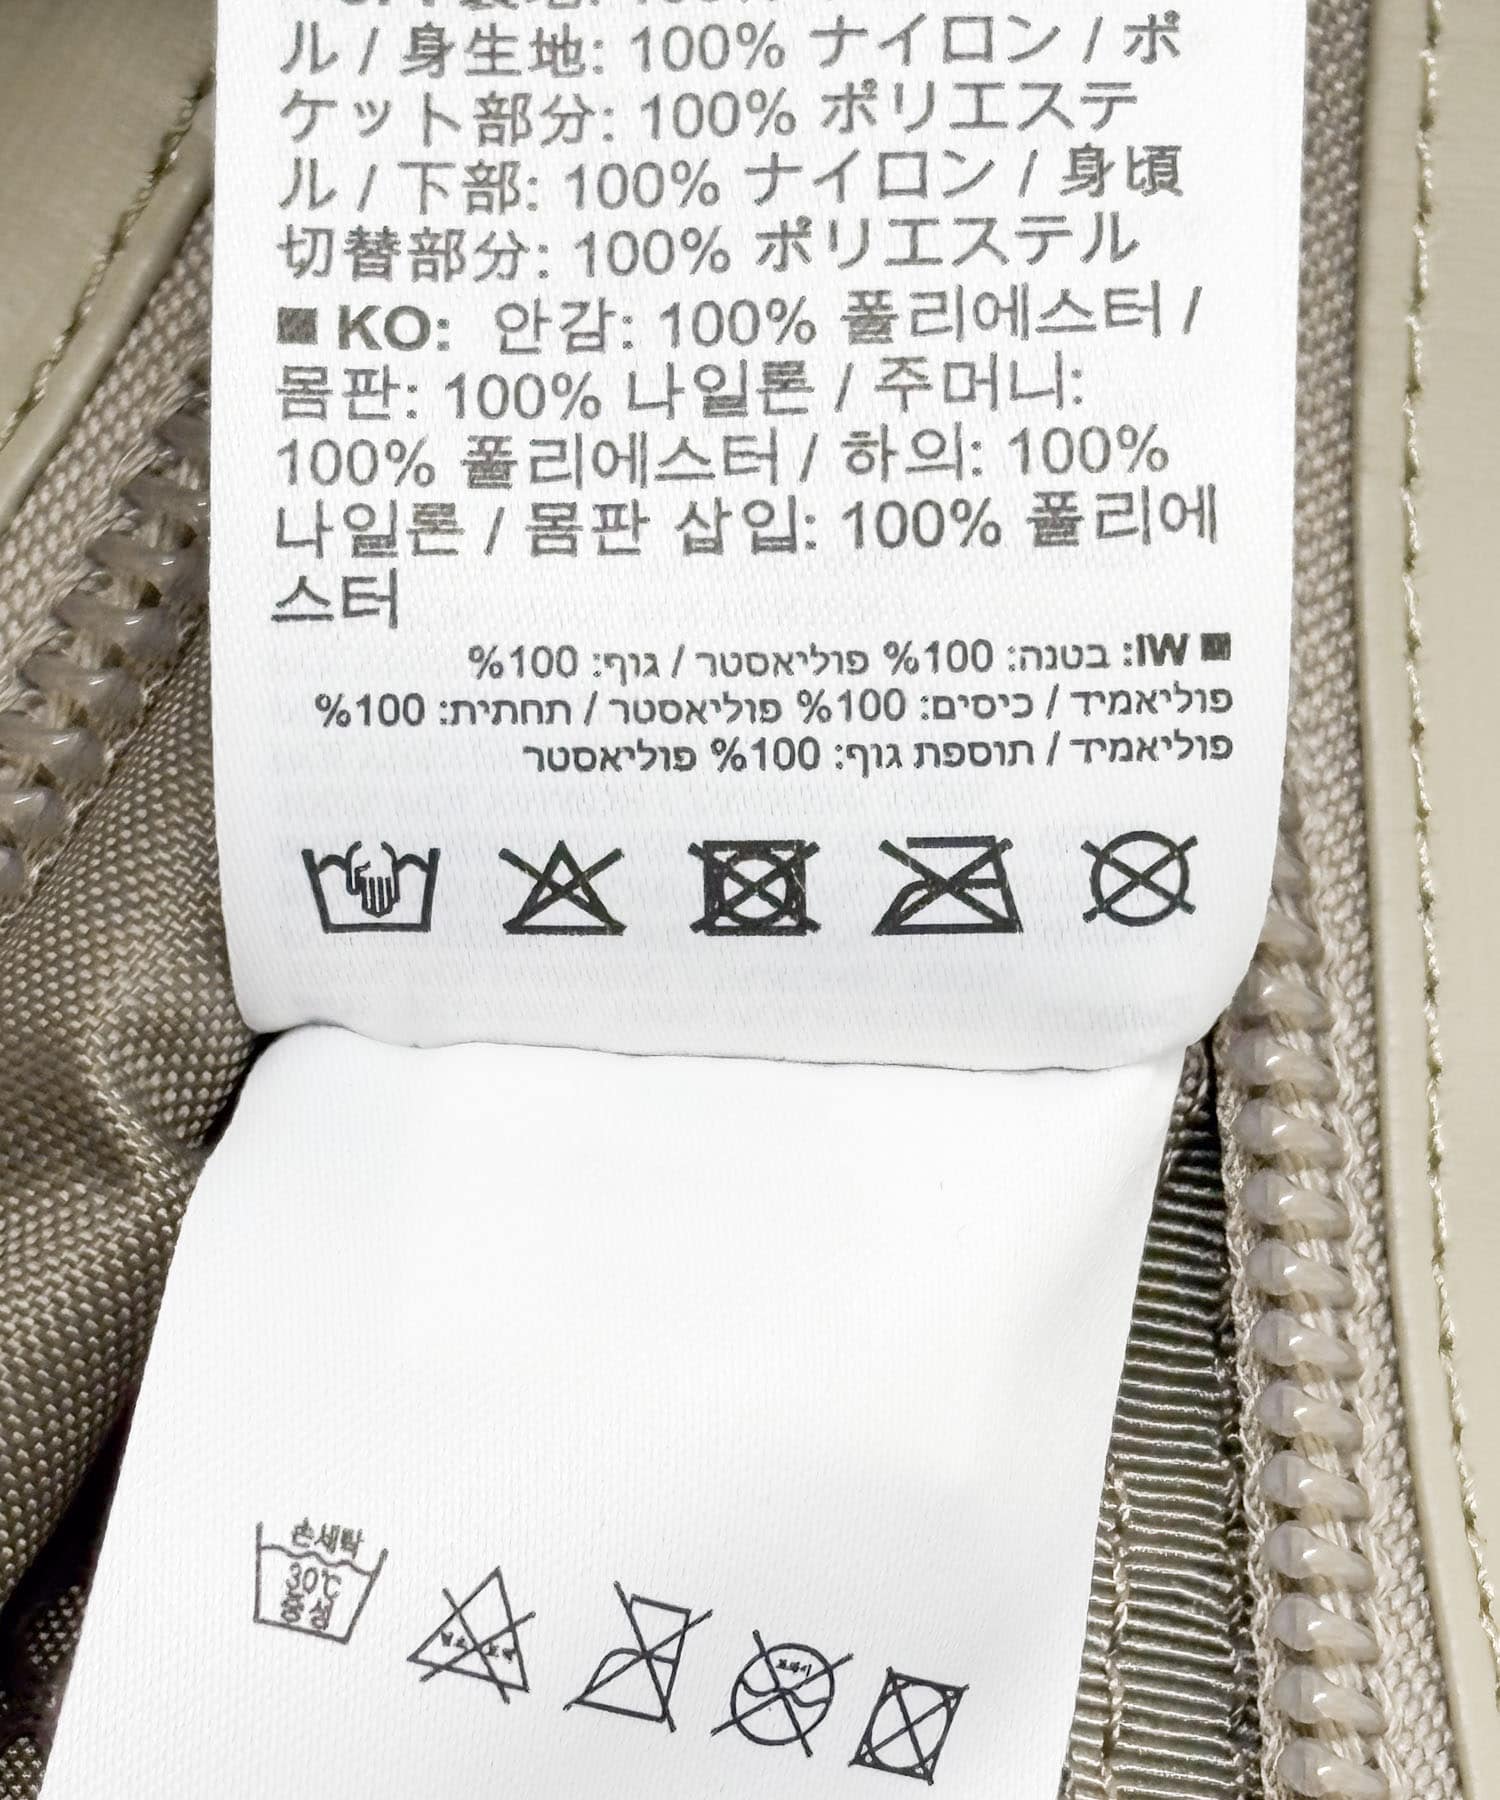 ル / 身生地: 100% ナイロン / ポ
ケット部分: 100% ポリエステ
ル / 下部: 100% ナイロン / 身頃
切替部分: 100% ポリエステル
■ KO: 안감: 100% 폴리에스터 /
몸판: 100% 나일론 / 주머니:
100% 폴리에스터 / 하의: 100%
나일론 / 몸판 삽입: 100% 폴리에
스터
■ IW: בטנה: 100% פוליאסטר / גוף: 100%
פוליאמיד / כיסים: 100% פוליאסטר / תחתית: 100%
פוליאמיד / תוספת גוף: 100% פוליאסטר
손세탁
30℃
중성